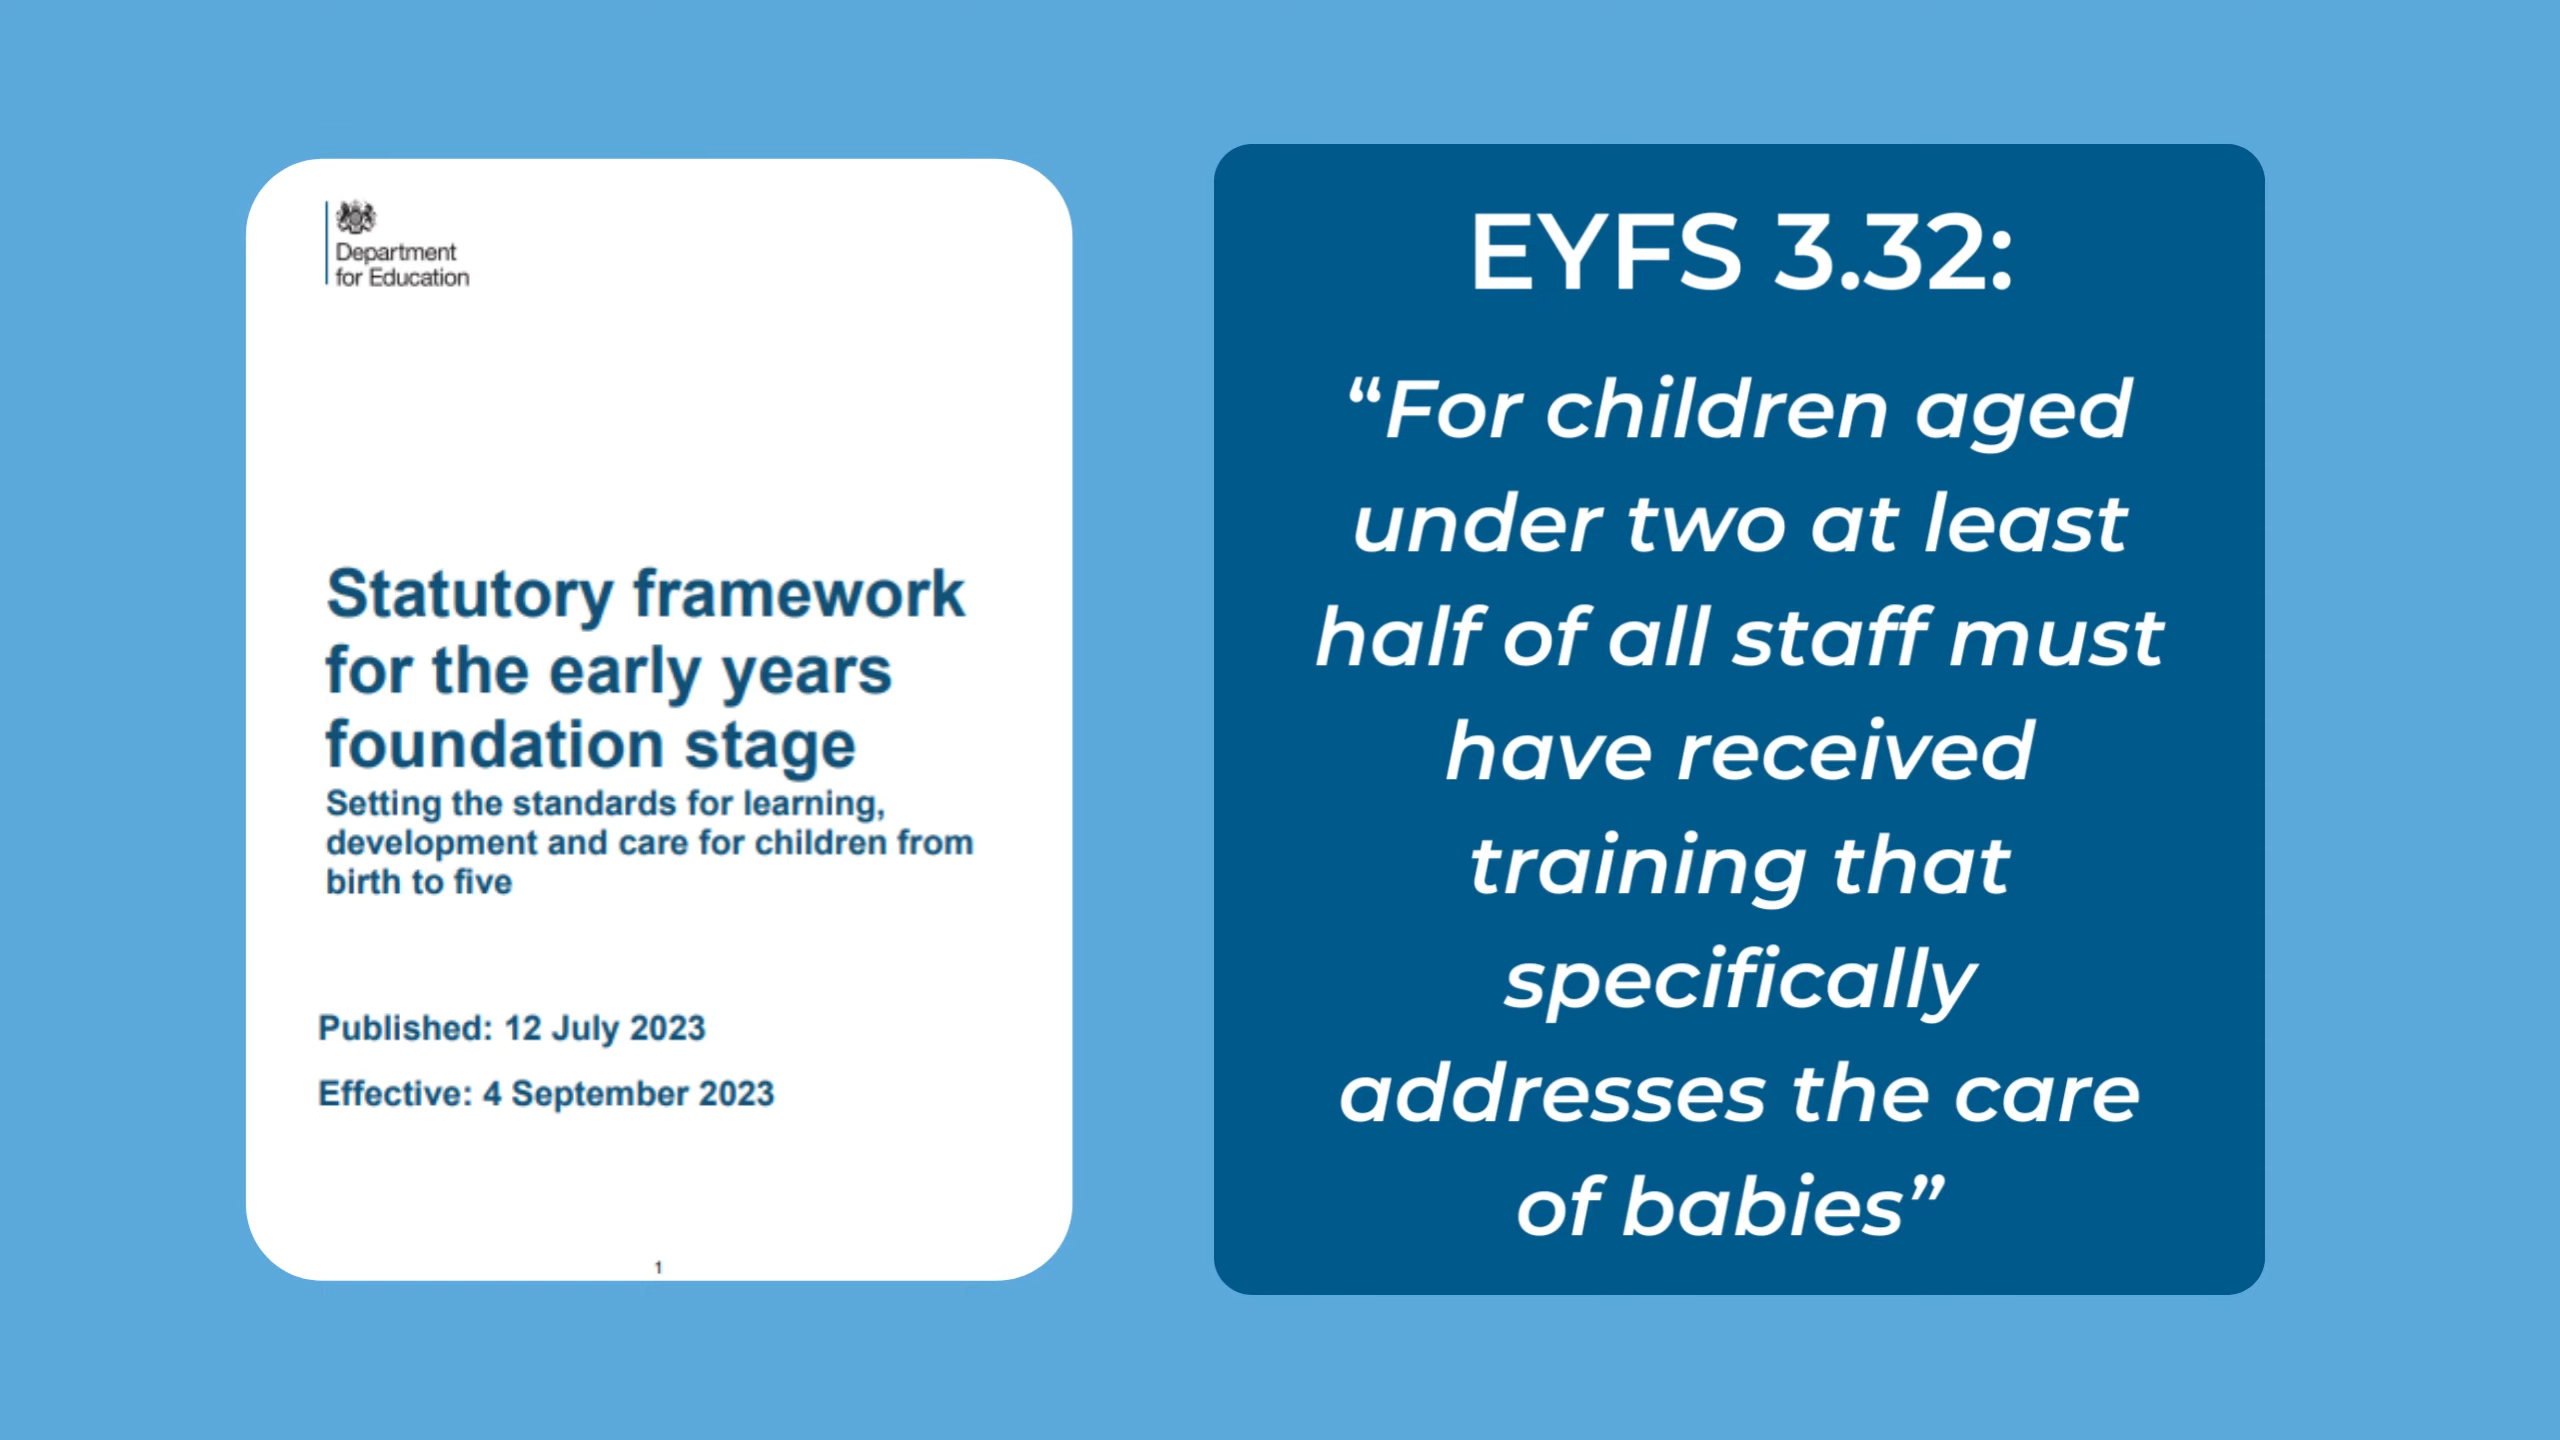 Department
for Education
Statutory framework
for the early years
foundation stage
Setting the standards for learning,
development and care for children from
birth to five
Published: 12 July 2023
Effective: 4 September 2023
1
EYFS 3.32:
“For children aged
under two at least
half of all staff must
have received
training that
specifically
addresses the care
of babies”